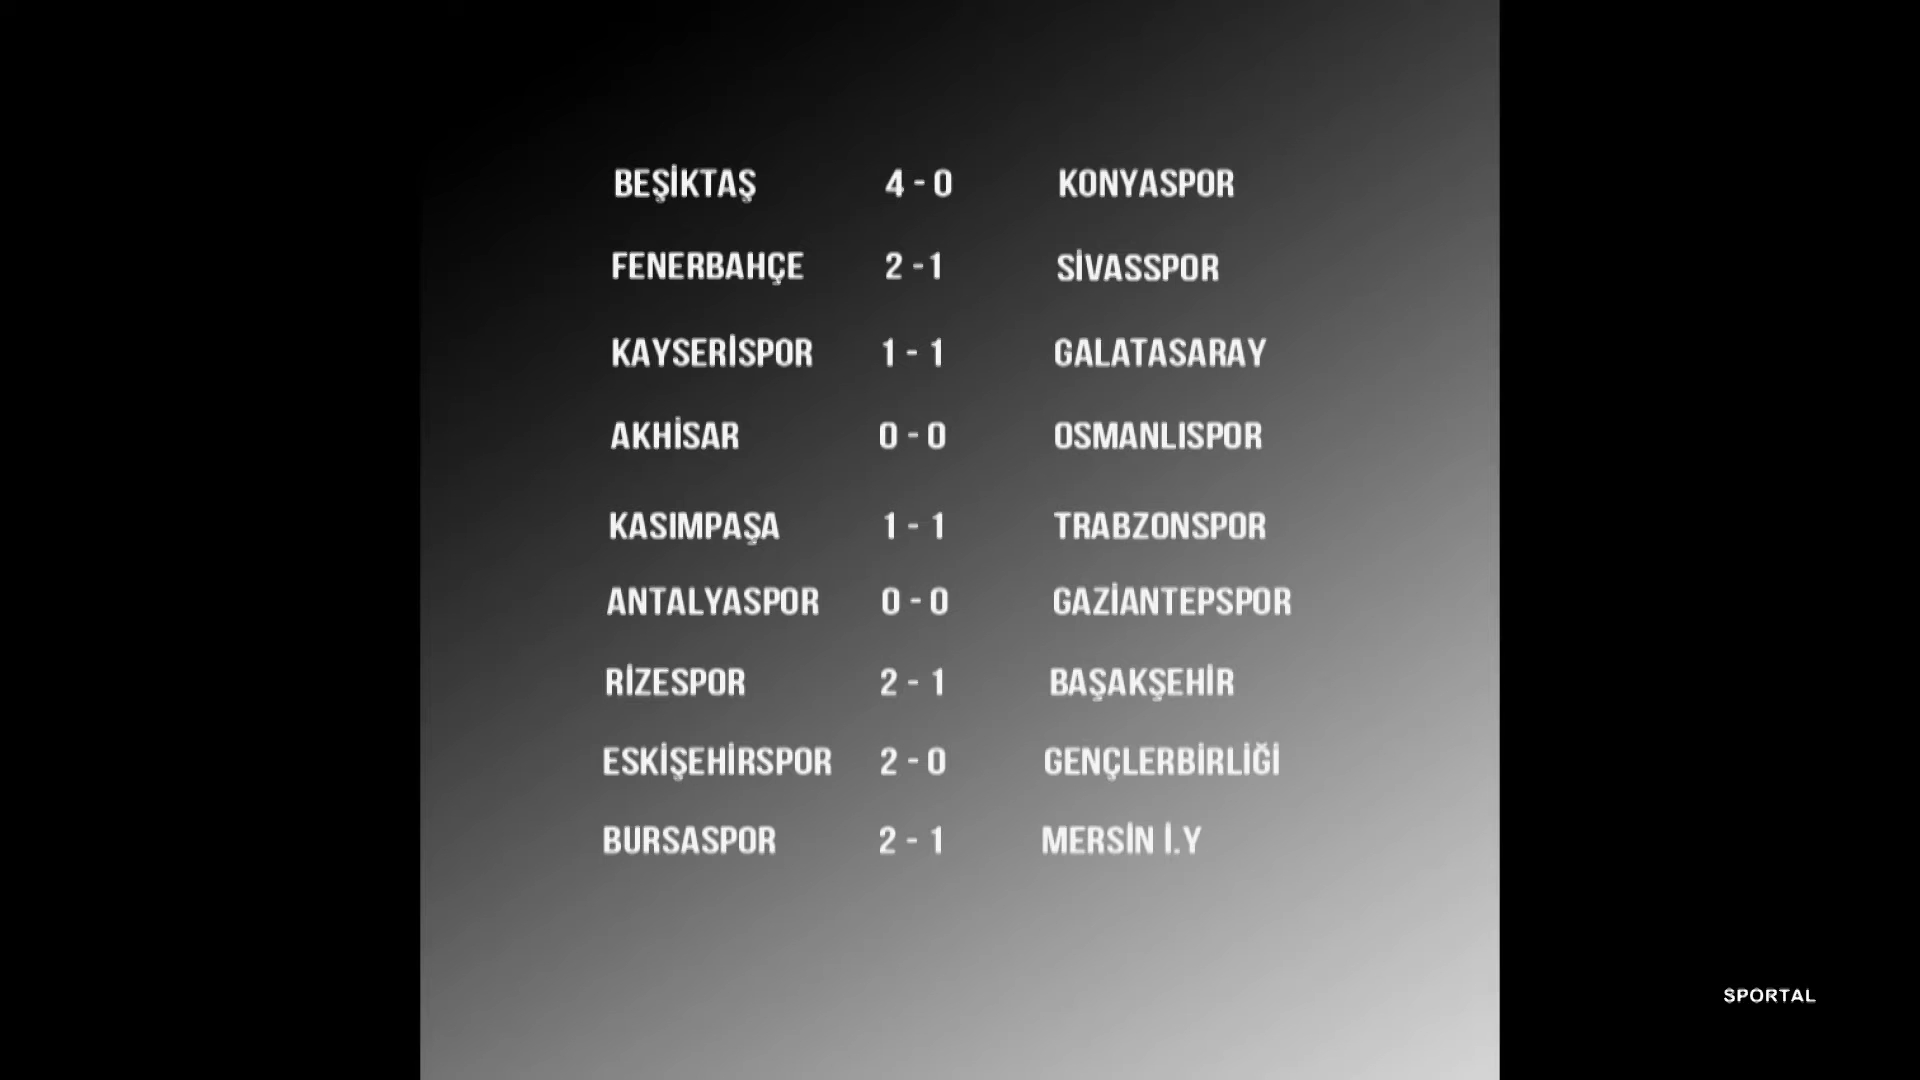 BEŞİKTAŞ 4 - 0 KONYASPOR
FENERBAHÇE 2 -1 SİVASSPOR
KAYSERİSPOR 1 - 1 GALATASARAY
AKHİSAR 0 - 0 OSMANLISPOR
KASIMPAŞA 1 - 1 TRABZONSPOR
ANTALYASPOR 0 - 0 GAZİANTEPSPOR
RİZESPOR 2 - 1 BAŞAKŞEHİR
ESKİŞEHİRSPOR 2 - 0 GENÇLERBİRLİĞİ
BURSASPOR 2 - 1 MERSİN İ.Y
SPORTAL